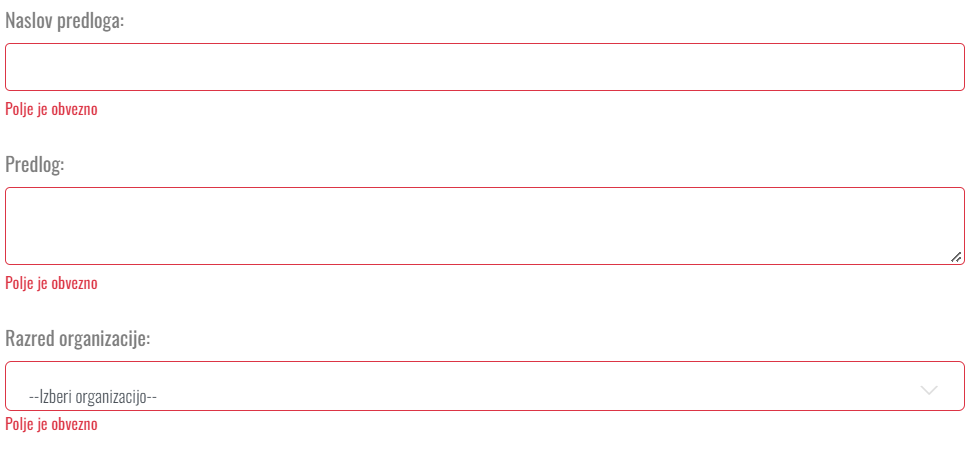 Naslov predloga:
Polje je obvezno
Predlog:
Polje je obvezno
Razred organizacije:
--Izberi organizacijo--
Polje je obvezno